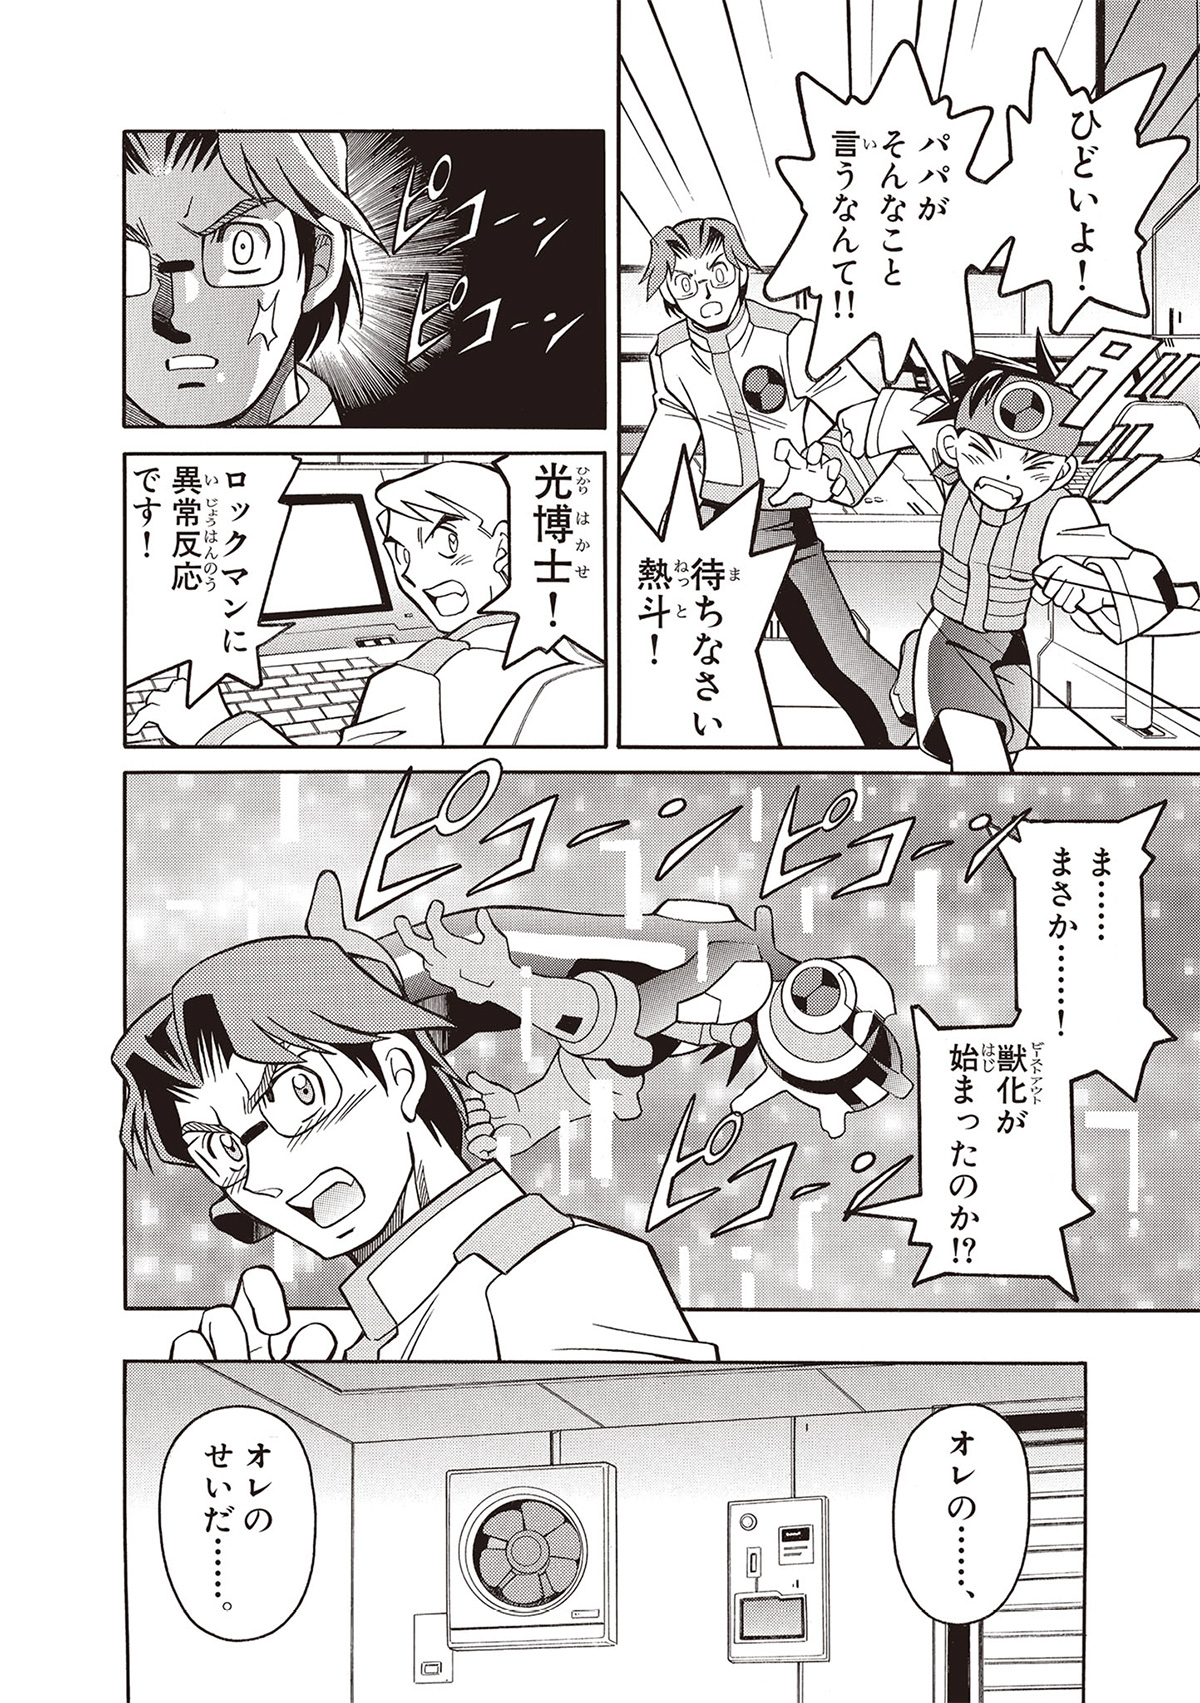 ひどいよ！
パパが
そんなこと
言うなんて!!
ダダダダ
待ちなさい
熱斗！
ピコーン
ピコーン
光博士！
ロックマンに
異常反応
です！
ピコーン
ピコーン
ピコーン
ま……
まさか………！
獣化が
始まったのか!?
オレの……、
オレの
せいだ……。